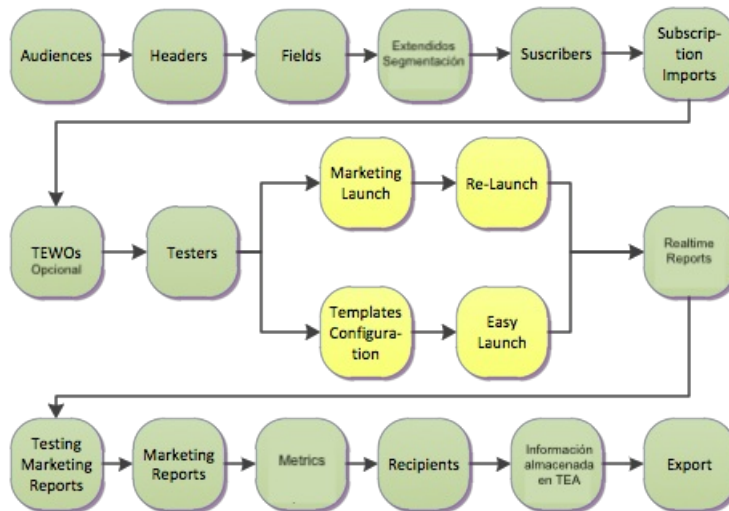 Audiences
Headers
Fields
Extendidos
Segmentación
Suscribers
Subscrip-
tion
Imports
TEWOs
Opcional
Testers
Marketing
Launch
Re-Launch
Templates
Configura-
tion
Easy
Launch
Realtime
Reports
Testing
Marketing
Reports
Marketing
Reports
Metrics
Recipients
Información
almacenada
en TEA
Export